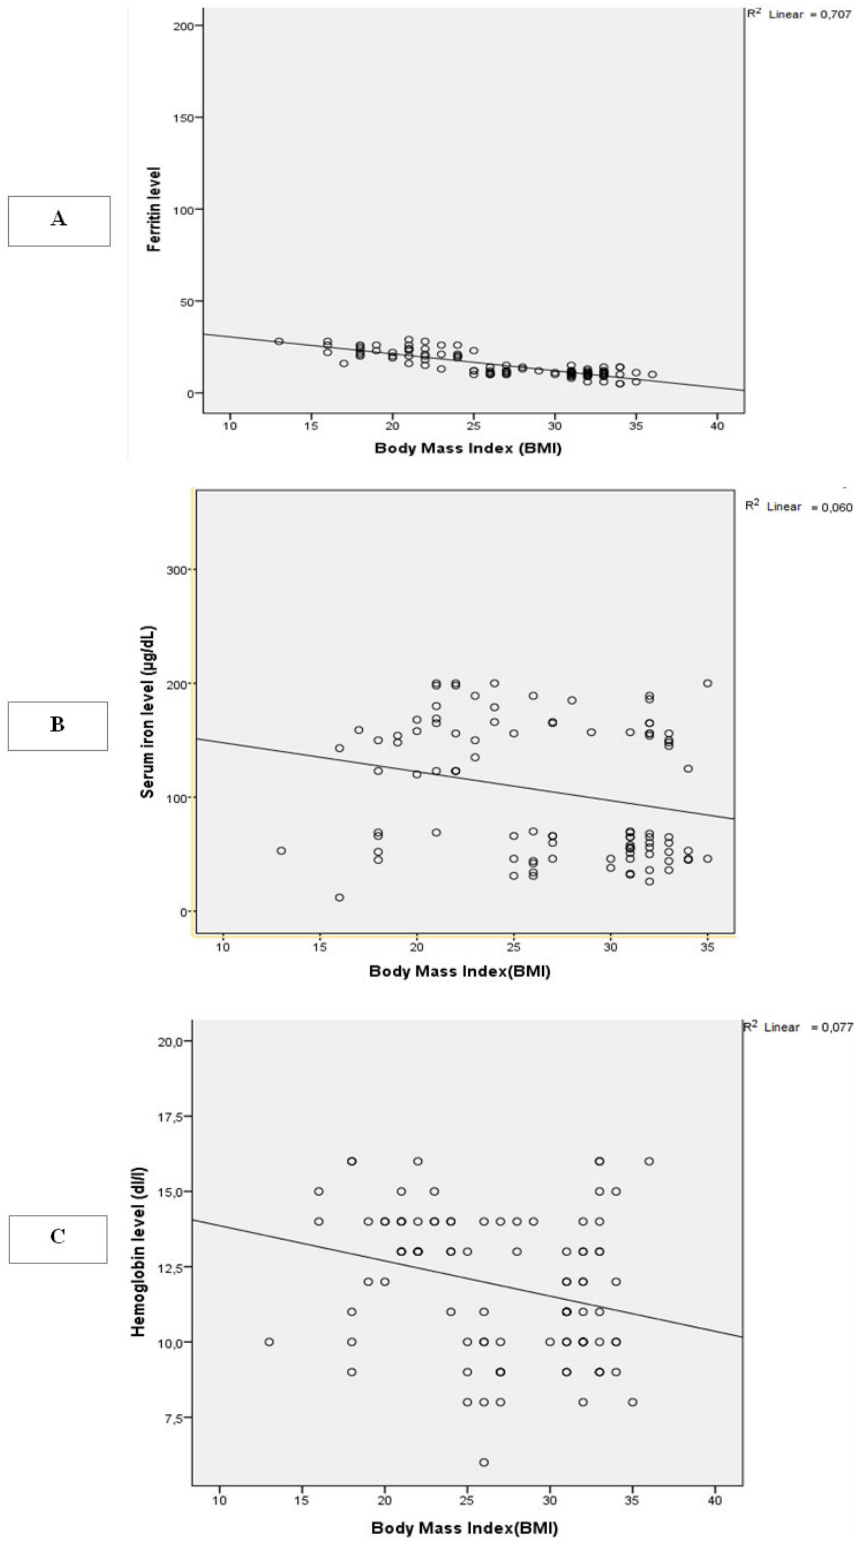 R² Linear = 0,707
200
150
100
50
0
Ferritin level
A
10 15 20 25 30 35 40
Body Mass Index (BMI)
R² Linear = 0,060
300
200
100
0
Serum iron level (µg/dL)
B
10 15 20 25 30 35
Body Mass Index(BMI)
R² Linear = 0,077
20,0
17,5
15,0
12,5
10,0
7,5
Hemoglobin level (dl/l)
C
10 15 20 25 30 35 40
Body Mass Index(BMI)